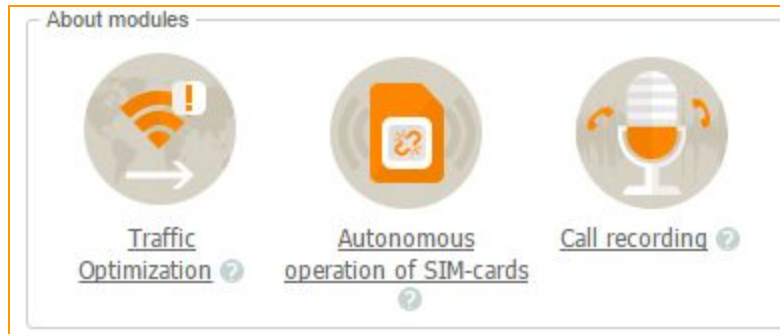 About modules
Traffic
Optimization ?
Autonomous
operation of SIM-cards
?
Call recording ?
!